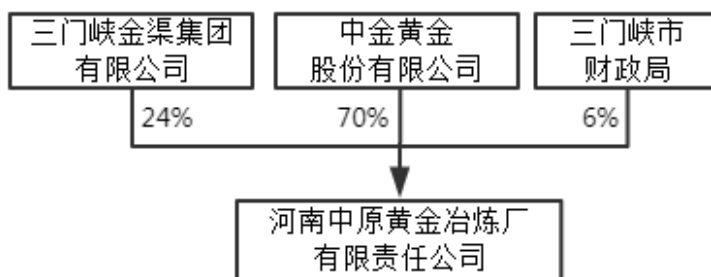 三门峡金渠集团
有限公司
中金黄金
股份有限公司
三门峡市
财政局
24%
70%
6%
河南中原黄金冶炼厂
有限责任公司